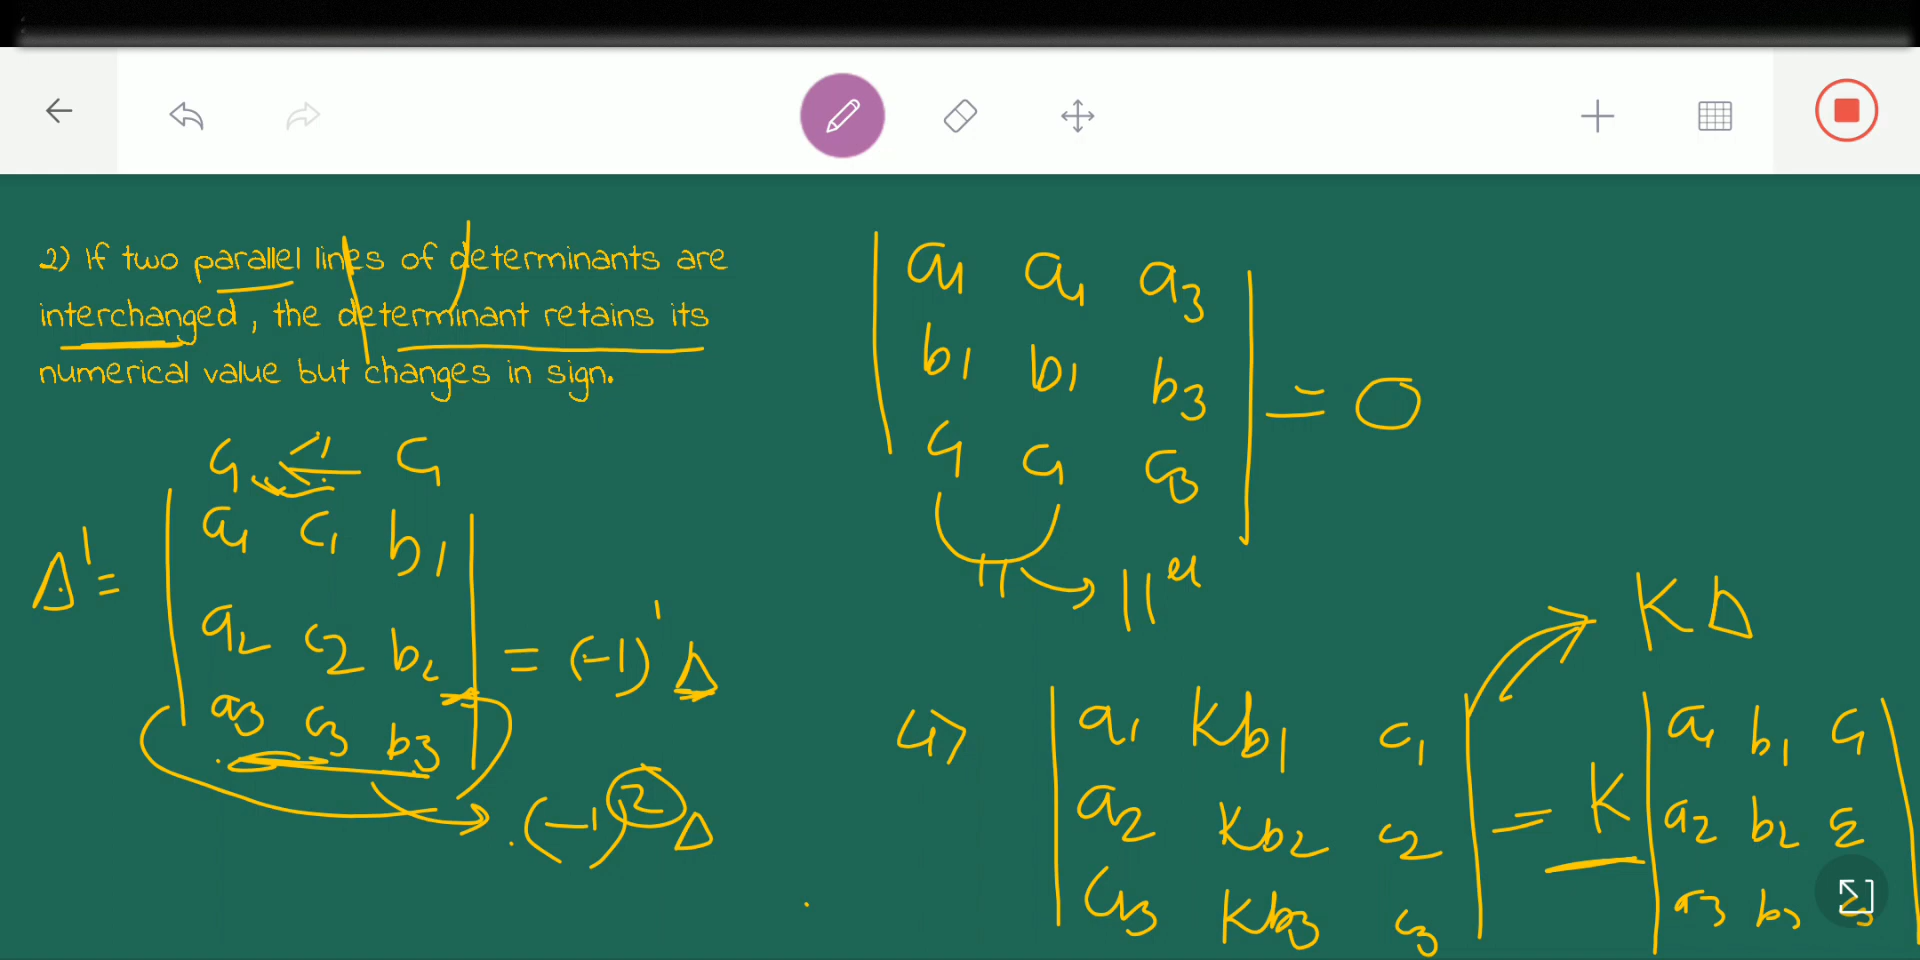 2) If two parallel lines of determinants are
interchanged, the determinant retains its
numerical value but changes in sign.
C1 ← C1
Δ' = | a1 c1 b1 |
| a2 c2 b2 | = (-1)' Δ
| a3 c3 b3 |
(-1)² Δ
| a1 a1 a3 |
| b1 b1 b3 | = 0
| c1 c1 c3 |
→ ||el
KΔ
4) | a1 Kb1 c1 | | a1 b1 c1 |
| a2 Kb2 c2 | = K | a2 b2 c2 |
| a3 Kb3 c3 | | a3 b3 c3 |